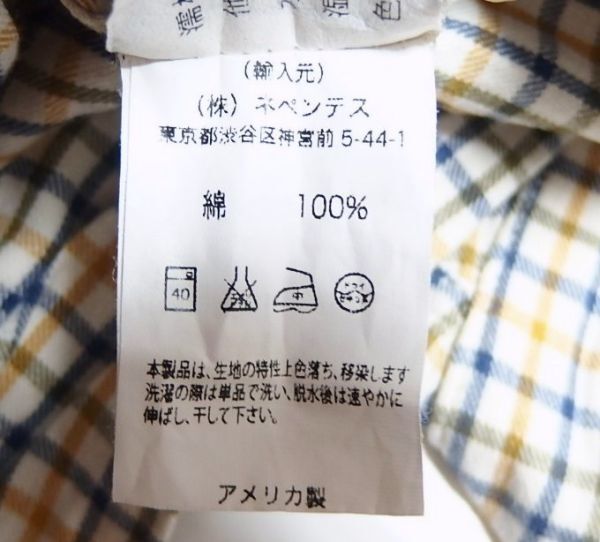 (輸入元)
(株) ネペンテス
東京都渋谷区神宮前 5-44-1
綿 100%
40
中
本製品は、生地の特性上色落ち、移染します
洗濯の際は単品で洗い、脱水後は速やかに
伸ばし、干して下さい。
アメリカ製